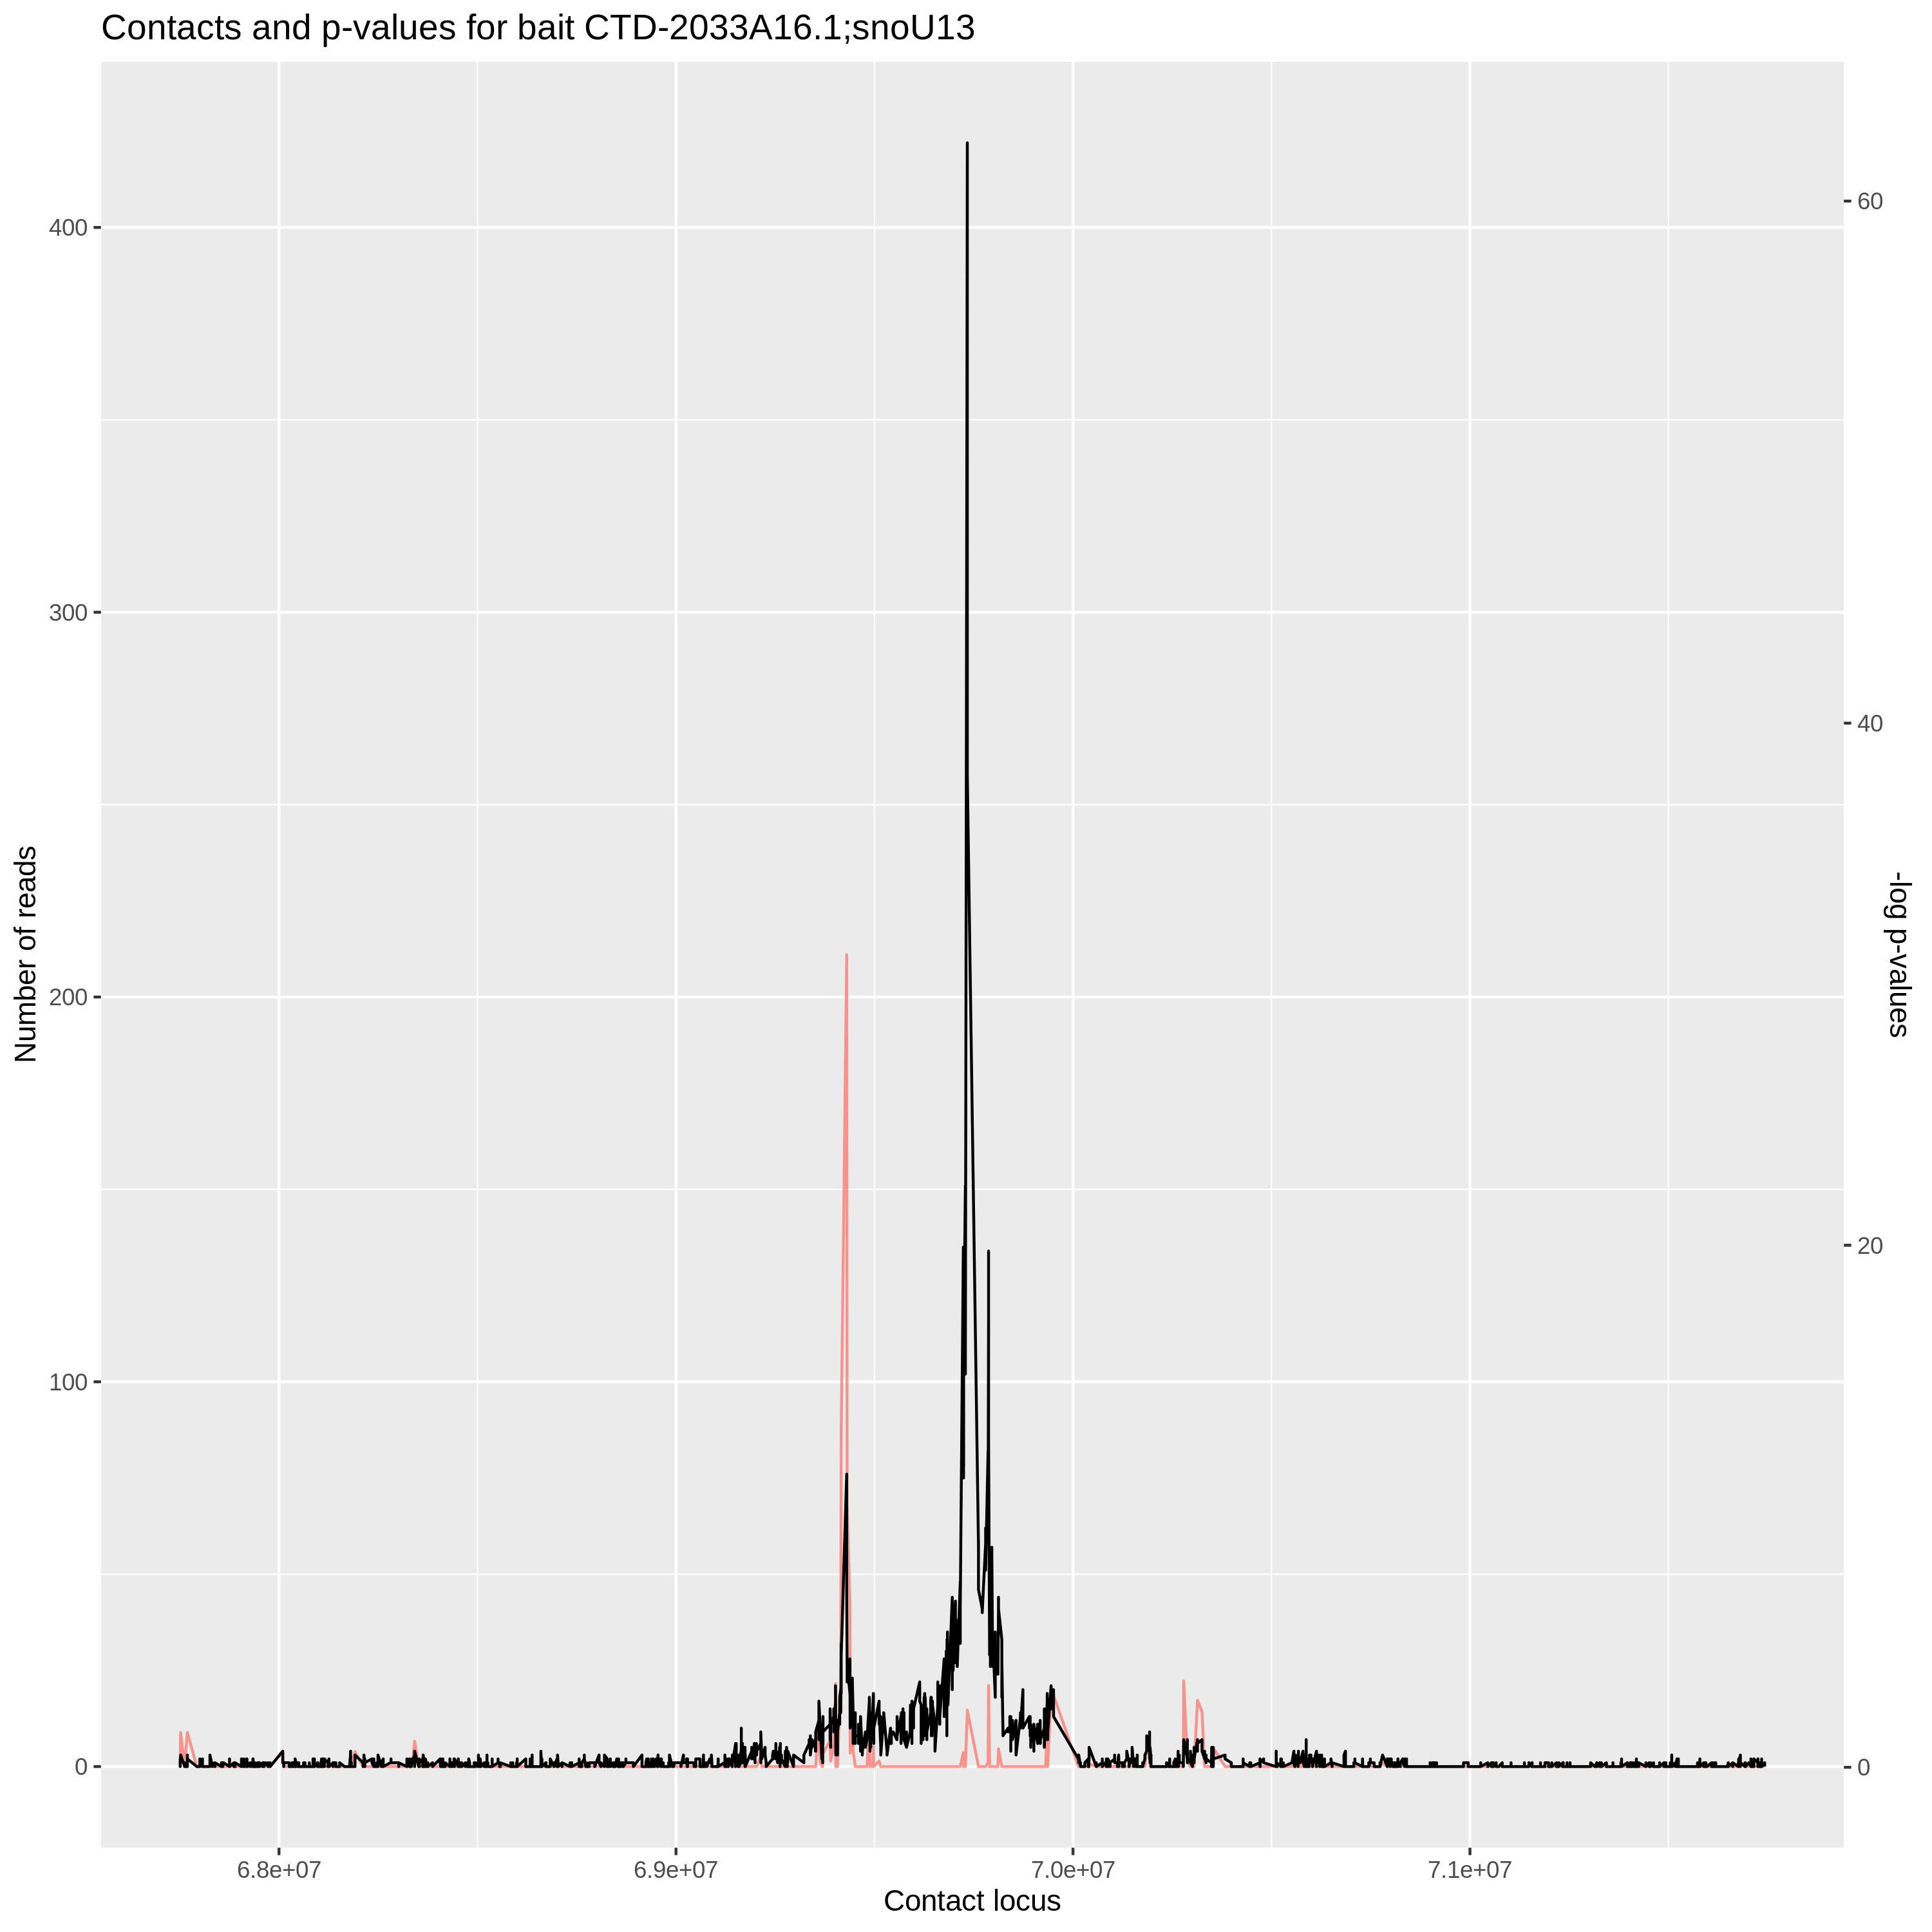 Contacts and p-values for bait CTD-2033A16.1;snoU13
400
300
200
100
0
Number of reads
60
40
20
0
-log p-values
6.8e+07
6.9e+07
7.0e+07
7.1e+07
Contact locus